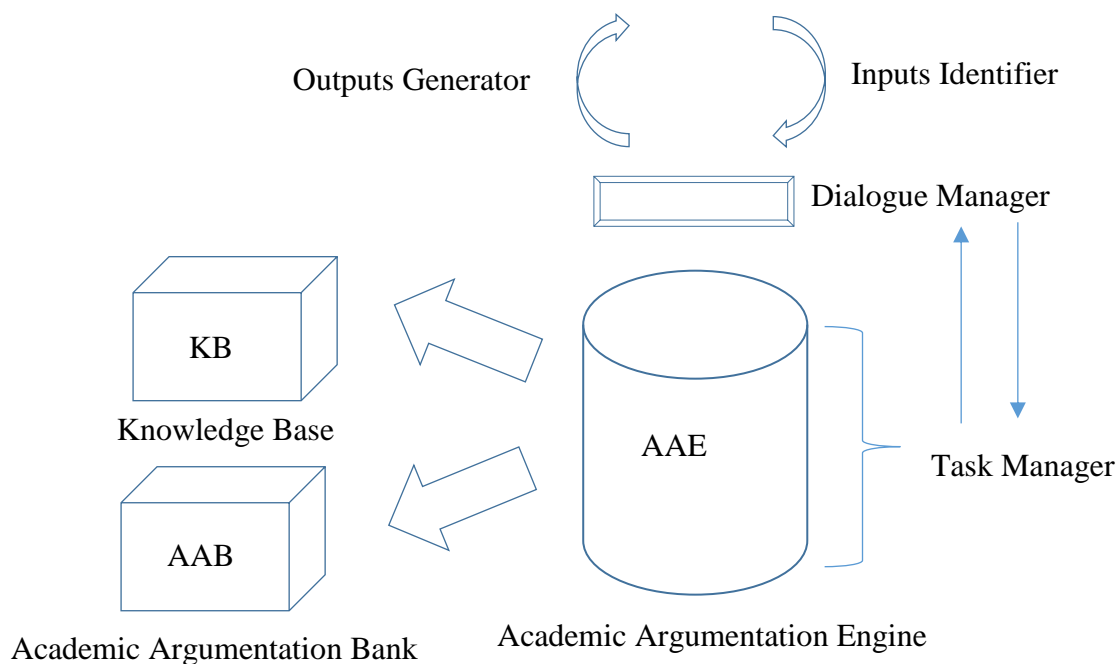 Outputs Generator
Inputs Identifier
Dialogue Manager
KB
Knowledge Base
AAE
Task Manager
AAB
Academic Argumentation Bank
Academic Argumentation Engine